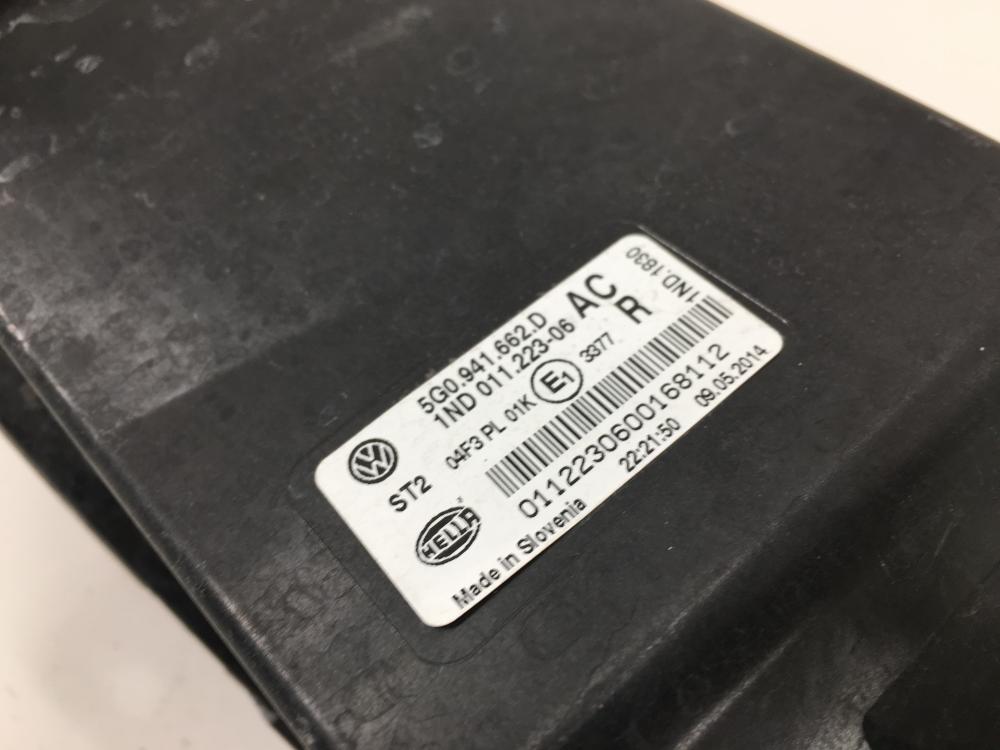 5G0.941.662.D
1ND 011.223-06
AC
R
1ND.1830
04F3 PL 01K
E1
3377
ST2
HELLA
0112230600168112
Made in Slovenia
22:21:50
09.05.2014